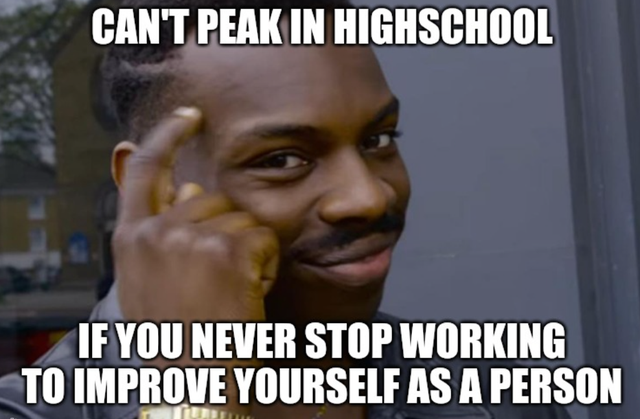 CAN'T PEAK IN HIGHSCHOOL
IF YOU NEVER STOP WORKING
TO IMPROVE YOURSELF AS A PERSON